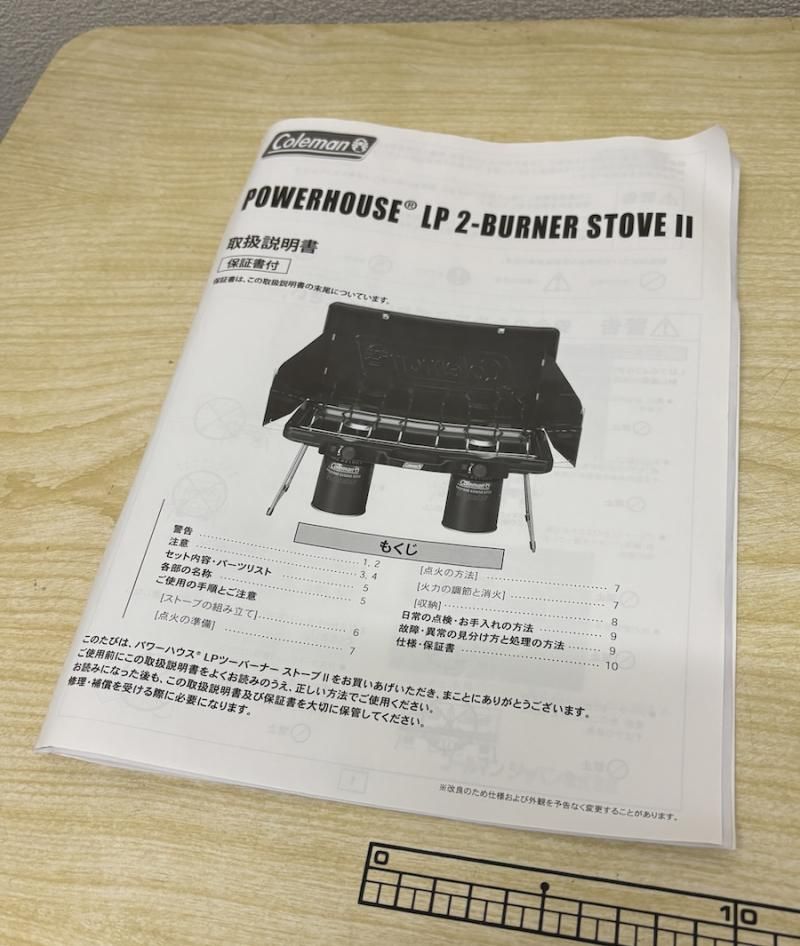 Coleman
POWERHOUSE® LP 2-BURNER STOVE II
取扱説明書
保証書付
保証書は、この取扱説明書の末尾についています。
Coleman
Coleman
Coleman
Coleman
もくじ
警告 1, 2
注意 3, 4
セット内容・パーツリスト 5
各部の名称 5
ご使用の手順とご注意
[ストーブの組み立て] 6
[点火の準備] 7
[点火の方法] 7
[火力の調節と消火] 7
[収納] 8
日常の点検・お手入れの方法 9
故障・異常の見分け方と処理の方法 9
仕様・保証書 10
このたびは、パワーハウス® LPツーバーナー ストーブIIをお買いあげいただき、まことにありがとうございます。
ご使用前にこの取扱説明書をよくお読みのうえ、正しい方法でご使用ください。
お読みになった後も、この取扱説明書及び保証書を大切に保管してください。
修理・補償を受ける際に必要になります。
※改良のため仕様および外観を予告なく変更することがあります。
0
10